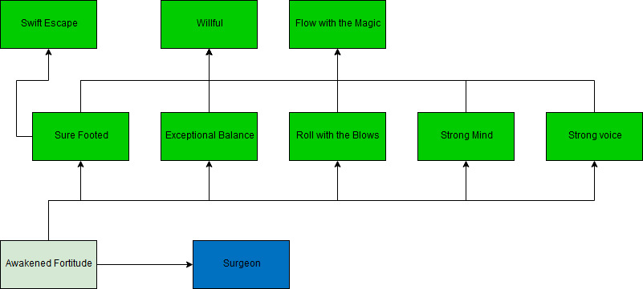 Swift Escape
Willful
Flow with the Magic
Sure Footed
Exceptional Balance
Roll with the Blows
Strong Mind
Strong voice
Awakened Fortitude
Surgeon